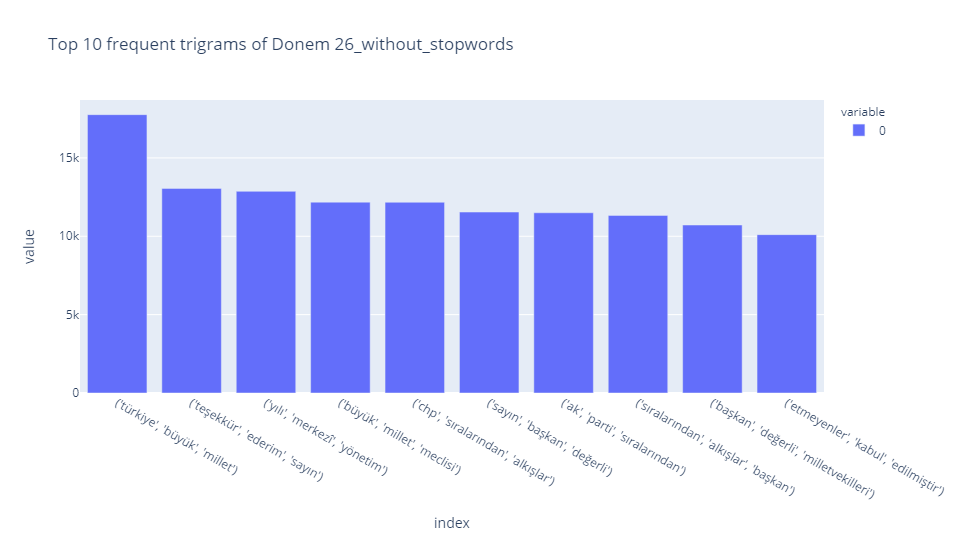 Top 10 frequent trigrams of Donem 26_without_stopwords
variable
0
value
15k
10k
5k
0
('türkiye', 'büyük', 'millet')
('teşekkür', 'ederim', 'sayın')
('yılı', 'merkezî', 'yönetim')
('büyük', 'millet', 'meclisi')
('chp', 'sıralarından', 'alkışlar')
('sayın', 'başkan', 'değerli')
('ak', 'parti', 'sıralarından')
('sıralarından', 'alkışlar', 'başkan')
('başkan', 'değerli', 'milletvekilleri')
('etmeyenler', 'kabul', 'edilmiştir')
index